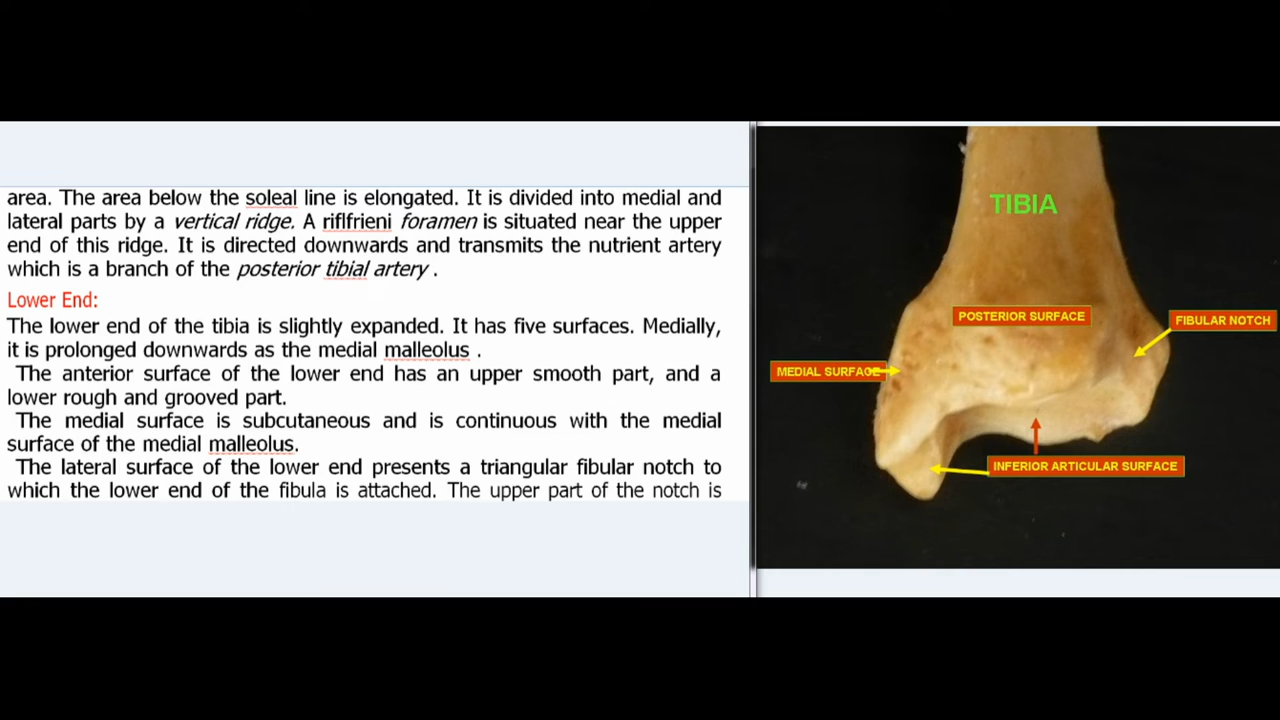 area. The area below the soleal line is elongated. It is divided into medial and
lateral parts by a vertical ridge. A riflfrieni foramen is situated near the upper
end of this ridge. It is directed downwards and transmits the nutrient artery
which is a branch of the posterior tibial artery .
Lower End:
The lower end of the tibia is slightly expanded. It has five surfaces. Medially,
it is prolonged downwards as the medial malleolus .
The anterior surface of the lower end has an upper smooth part, and a
lower rough and grooved part.
The medial surface is subcutaneous and is continuous with the medial
surface of the medial malleolus.
The lateral surface of the lower end presents a triangular fibular notch to
which the lower end of the fibula is attached. The upper part of the notch is
TIBIA
POSTERIOR SURFACE
FIBULAR NOTCH
MEDIAL SURFACE
INFERIOR ARTICULAR SURFACE